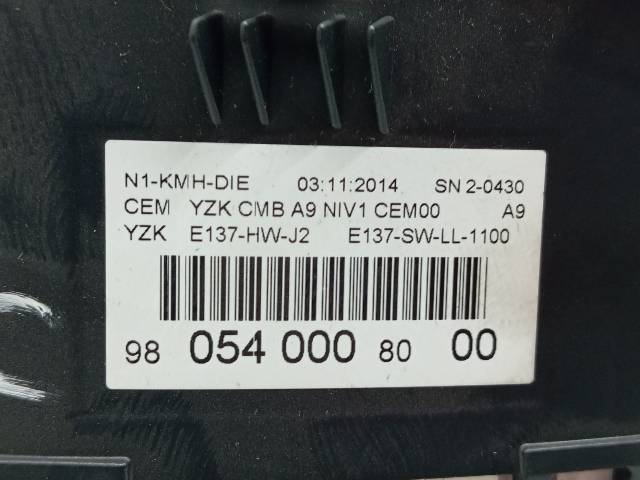 N1-KMH-DIE 03:11:2014 SN 2-0430
CEM YZK CMB A9 NIV1 CEM00 A9
YZK E137-HW-J2 E137-SW-LL-1100
98 054 000 80 00